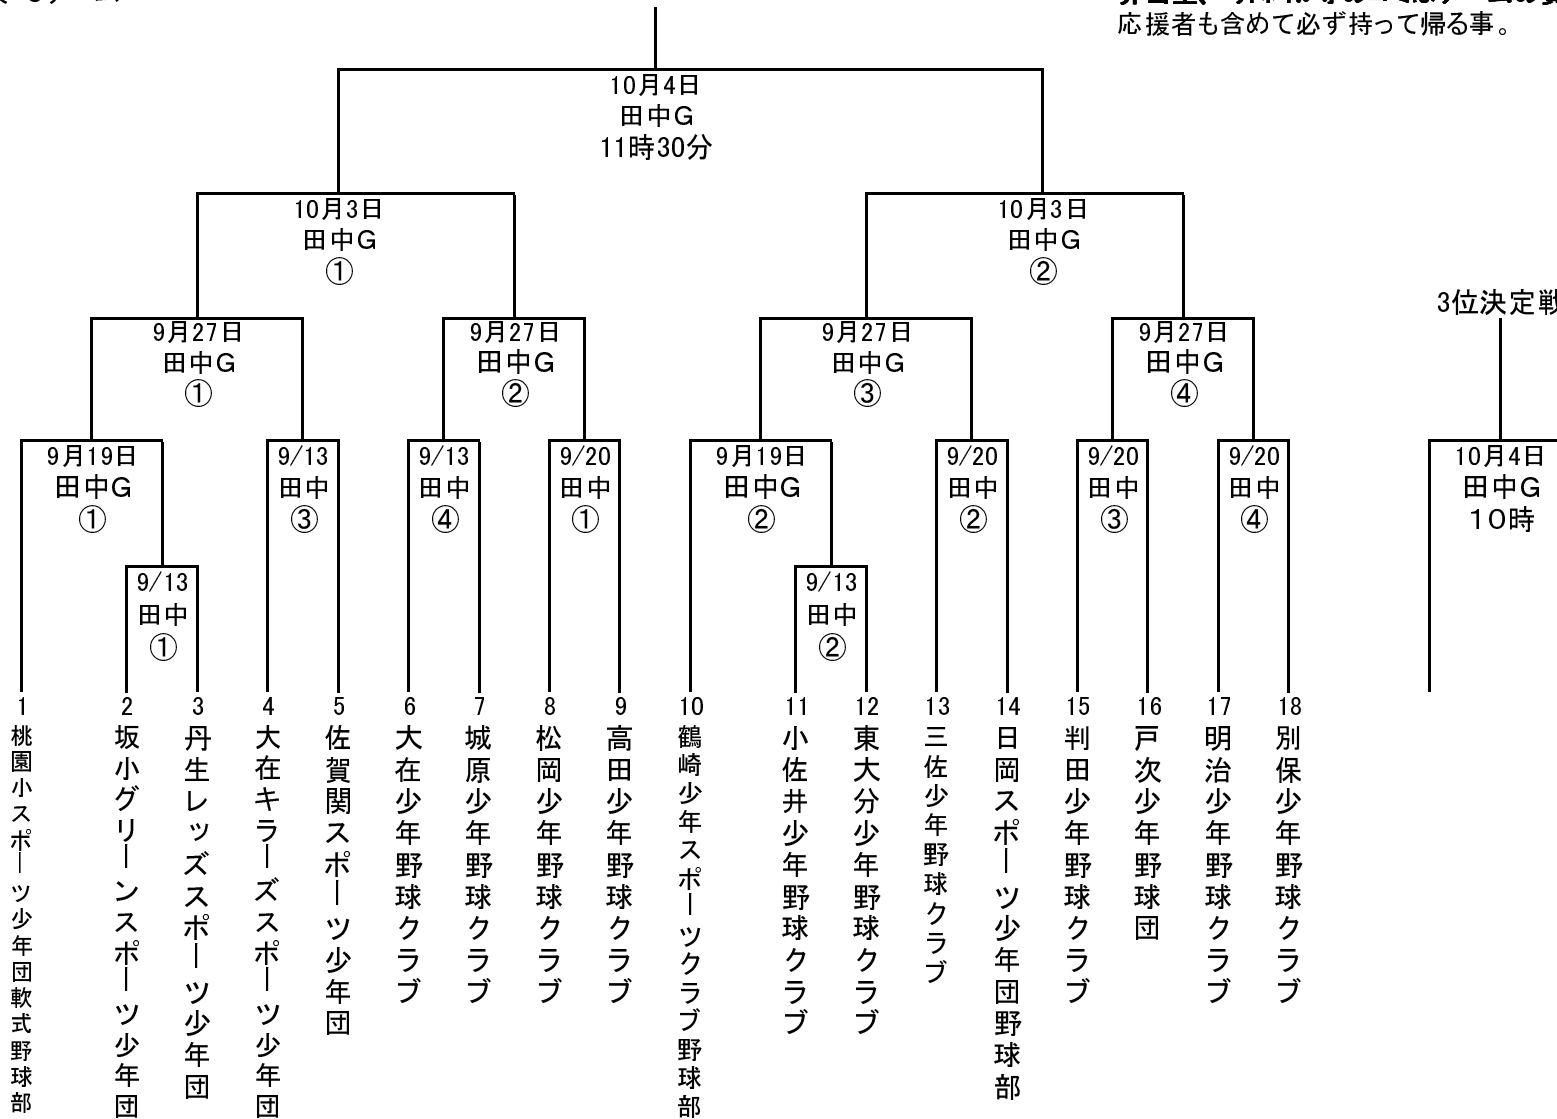 応援者も含めて必ず持って帰る事。
10月4日
田中G
11時30分
10月3日
田中G
①
10月3日
田中G
②
3位決定戦
9月27日
田中G
①
9月27日
田中G
②
9月27日
田中G
③
9月27日
田中G
④
9月19日
田中G
①
9/13
田中
③
9/13
田中
④
9/20
田中
①
9月19日
田中G
②
9/20
田中
②
9/20
田中
③
9/20
田中
④
10月4日
田中G
10時
9/13
田中
①
9/13
田中
②
1
桃園小スポーツ少年団軟式野球部
2
坂小グリーンスポーツ少年団
3
丹生レッズスポーツ少年団
4
大在キラーズスポーツ少年団
5
佐賀関スポーツ少年団
6
大在少年野球クラブ
7
城原少年野球クラブ
8
松岡少年野球クラブ
9
高田少年野球クラブ
10
鶴崎少年スポーツクラブ野球部
11
小佐井少年野球クラブ
12
東大分少年野球クラブ
13
三佐少年野球クラブ
14
日岡スポーツ少年団野球部
15
判田少年野球クラブ
16
戸次少年野球団
17
明治少年野球クラブ
18
別保少年野球クラブ